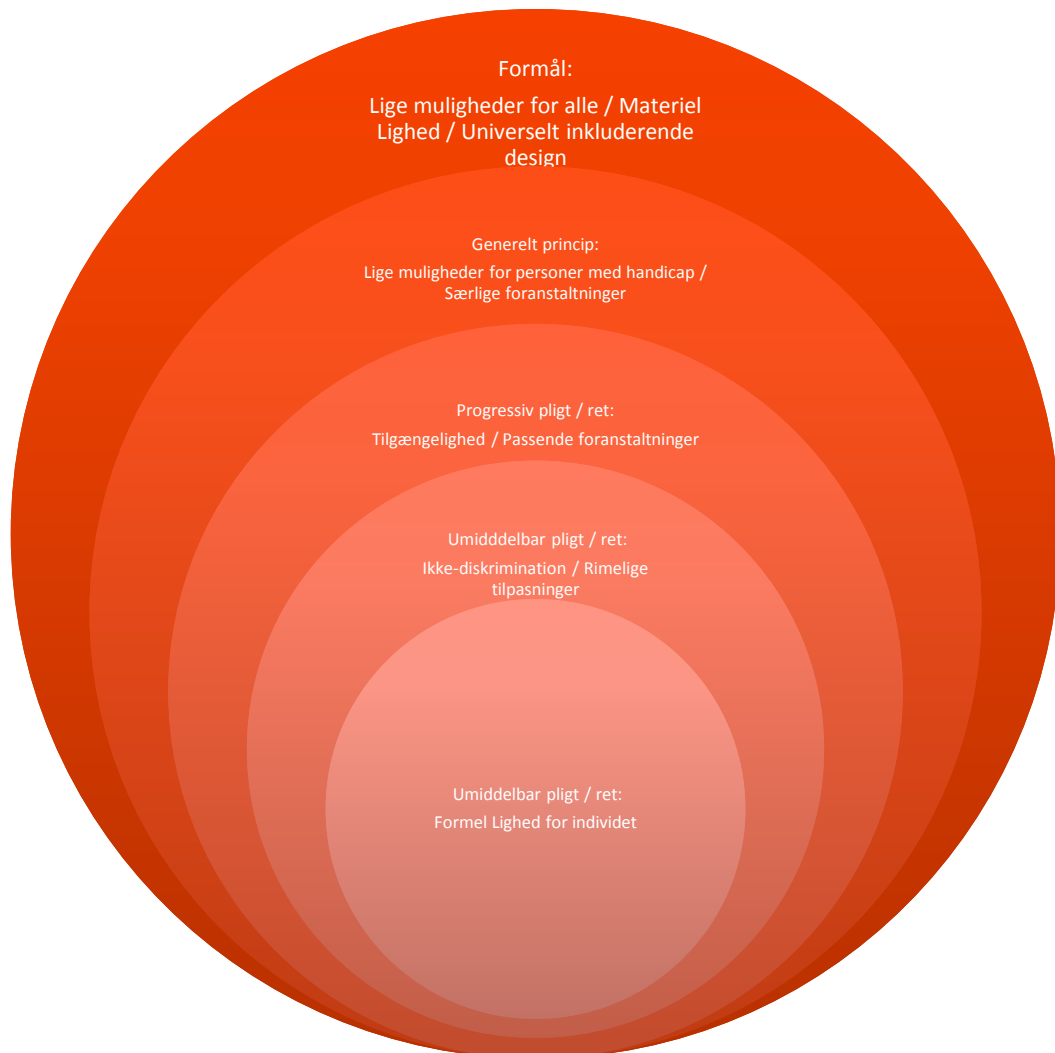 Formål:
Lige muligheder for alle / Materiel
Lighed / Universelt inkluderende
design
Generelt princip:
Lige muligheder for personer med handicap /
Særlige foranstaltninger
Progressiv pligt / ret:
Tilgængelighed / Passende foranstaltninger
Umidddelbar pligt / ret:
Ikke-diskrimination / Rimelige
tilpasninger
Umiddelbar pligt / ret:
Formel Lighed for individet